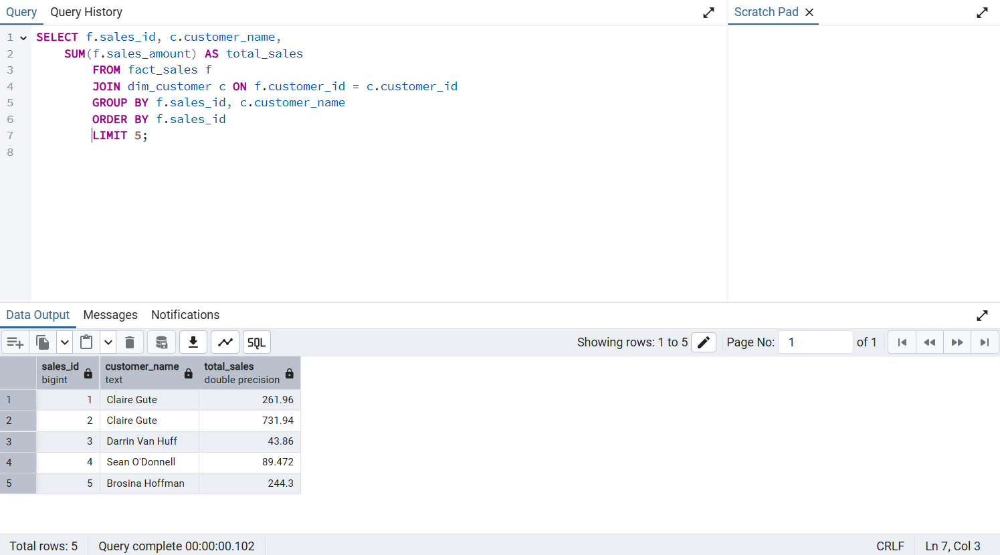 Query Query History
Scratch Pad
1 SELECT f.sales_id, c.customer_name,
2 SUM(f.sales_amount) AS total_sales
3 FROM fact_sales f
4 JOIN dim_customer c ON f.customer_id = c.customer_id
5 GROUP BY f.sales_id, c.customer_name
6 ORDER BY f.sales_id
7 LIMIT 5;
8
Data Output Messages Notifications
SQL Showing rows: 1 to 5 Page No: 1 of 1
sales_id customer_name total_sales
bigint text double precision
1 1 Claire Gute 261.96
2 2 Claire Gute 731.94
3 3 Darrin Van Huff 43.86
4 4 Sean O'Donnell 89.472
5 5 Brosina Hoffman 244.3
Total rows: 5 Query complete 00:00:00.102 CRLF Ln 7, Col 3